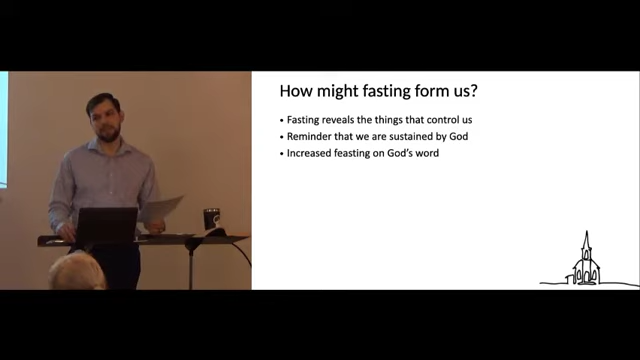 How might fasting form us?
• Fasting reveals the things that control us
• Reminder that we are sustained by God
• Increased feasting on God's word